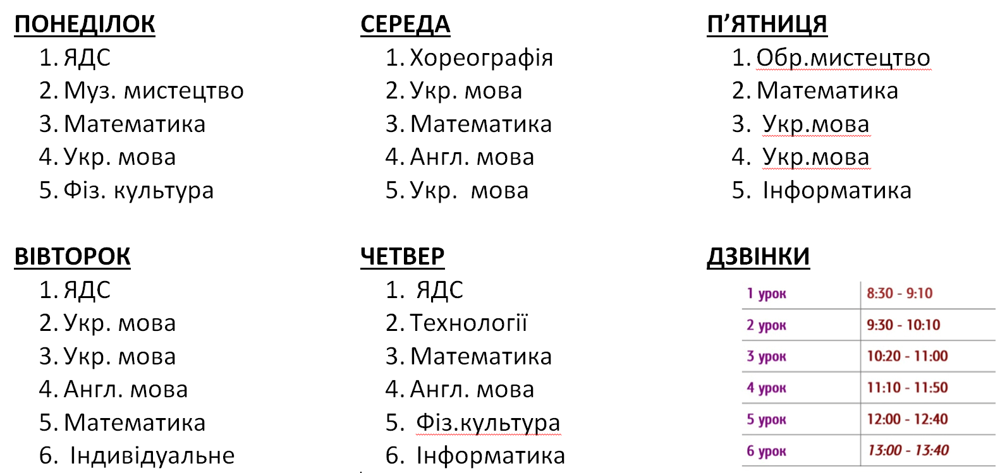 ПОНЕДІЛОК
1. ЯДС
2. Муз. мистецтво
3. Математика
4. Укр. мова
5. Фіз. культура
ВІВТОРОК
1. ЯДС
2. Укр. мова
3. Укр. мова
4. Англ. мова
5. Математика
6. Індивідуальне
СЕРЕДА
1. Хореографія
2. Укр. мова
3. Математика
4. Англ. мова
5. Укр. мова
ЧЕТВЕР
1. ЯДС
2. Технології
3. Математика
4. Англ. мова
5. Фіз.культура
6. Інформатика
П’ЯТНИЦЯ
1. Обр.мистецтво
2. Математика
3. Укр.мова
4. Укр.мова
5. Інформатика
ДЗВІНКИ
1 урок 8:30 - 9:10
2 урок 9:30 - 10:10
3 урок 10:20 - 11:00
4 урок 11:10 - 11:50
5 урок 12:00 - 12:40
6 урок 13:00 - 13:40